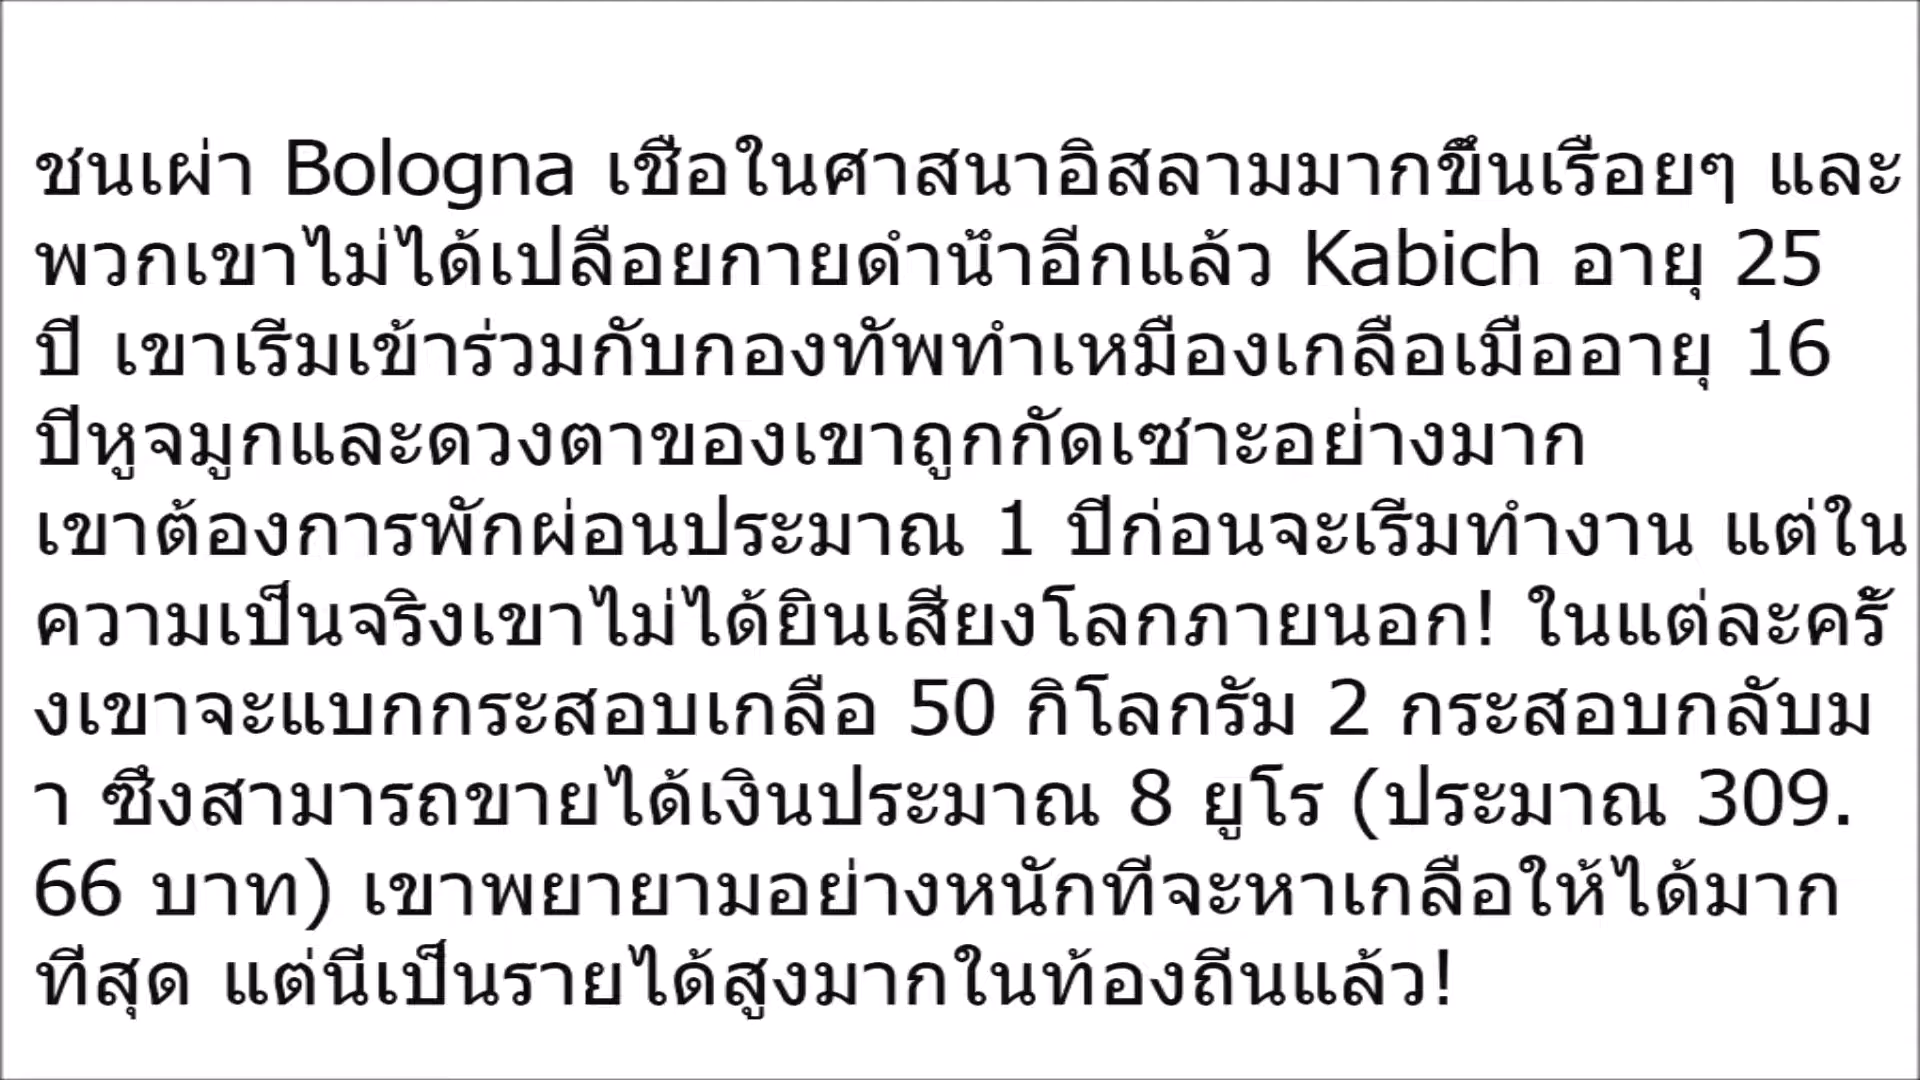 ชนเผ่า Bologna เชื่อในศาสนาอิสลามมากขึ้นเรื่อยๆ และ
พวกเขาไม่ได้เปลือยกายดำน้ำอีกแล้ว Kabich อายุ 25
ปี เขาเริ่มเข้าร่วมกับกองทัพทำเหมืองเกลือเมื่ออายุ 16
ปีหูจมูกและดวงตาของเขาถูกกัดเซาะอย่างมาก
เขาต้องการพักผ่อนประมาณ 1 ปีก่อนจะเริ่มทำงาน แต่ใน
ความเป็นจริงเขาไม่ได้ยินเสียงโลกภายนอก! ในแต่ละครั้
งเขาจะแบกกระสอบเกลือ 50 กิโลกรัม 2 กระสอบกลับม
า ซึ่งสามารถขายได้เงินประมาณ 8 ยูโร (ประมาณ 309.
66 บาท) เขาพยายามอย่างหนักที่จะหาเกลือให้ได้มาก
ที่สุด แต่นี่เป็นรายได้สูงมากในท้องถิ่นแล้ว!